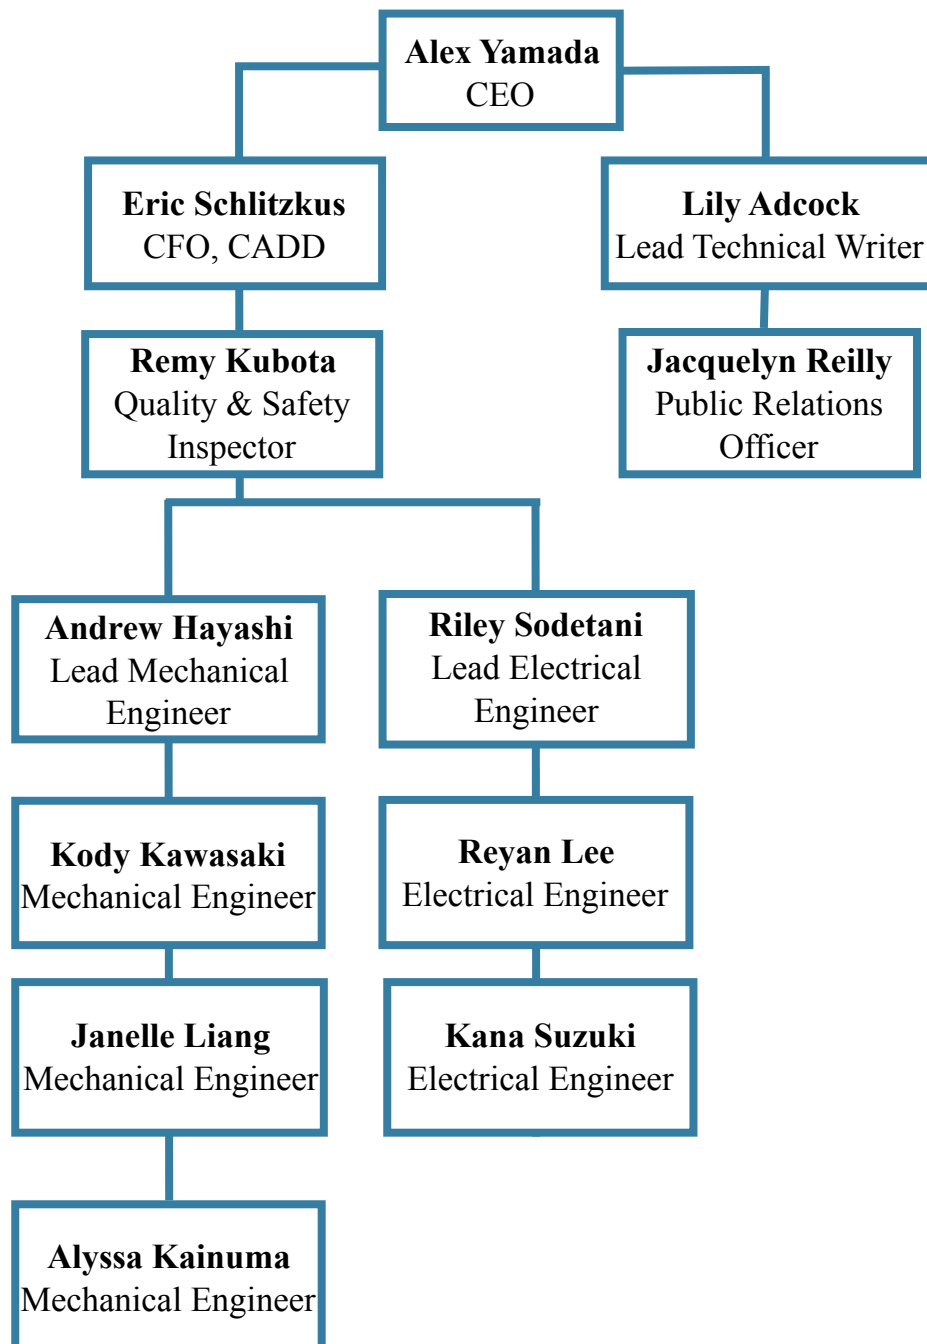 Alex Yamada
CEO
Eric Schlitzkus
CFO, CADD
Lily Adcock
Lead Technical Writer
Remy Kubota
Quality & Safety
Inspector
Jacquelyn Reilly
Public Relations
Officer
Andrew Hayashi
Lead Mechanical
Engineer
Riley Sodetani
Lead Electrical
Engineer
Kody Kawasaki
Mechanical Engineer
Reyan Lee
Electrical Engineer
Janelle Liang
Mechanical Engineer
Kana Suzuki
Electrical Engineer
Alyssa Kainuma
Mechanical Engineer